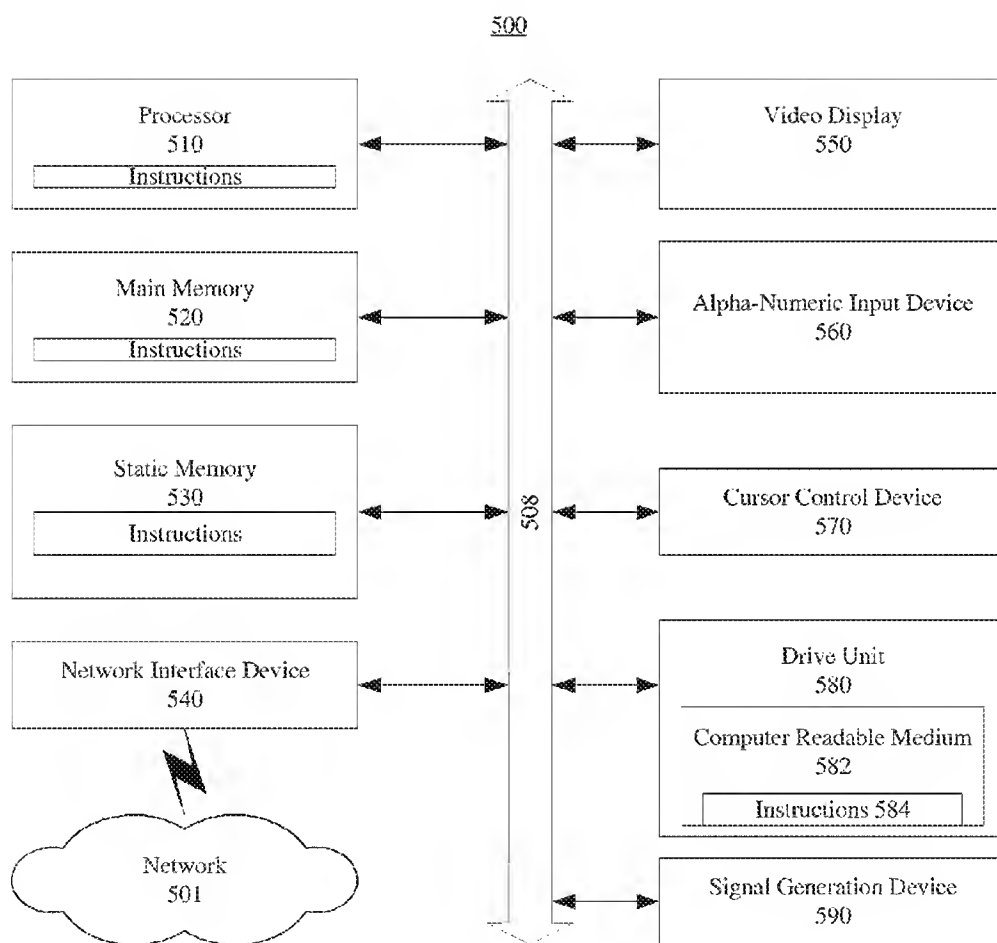 500
Processor
510
Instructions
Main Memory
520
Instructions
Static Memory
530
Instructions
Network Interface Device
540
Network
501
508
Video Display
550
Alpha-Numeric Input Device
560
Cursor Control Device
570
Drive Unit
580
Computer Readable Medium
582
Instructions 584
Signal Generation Device
590